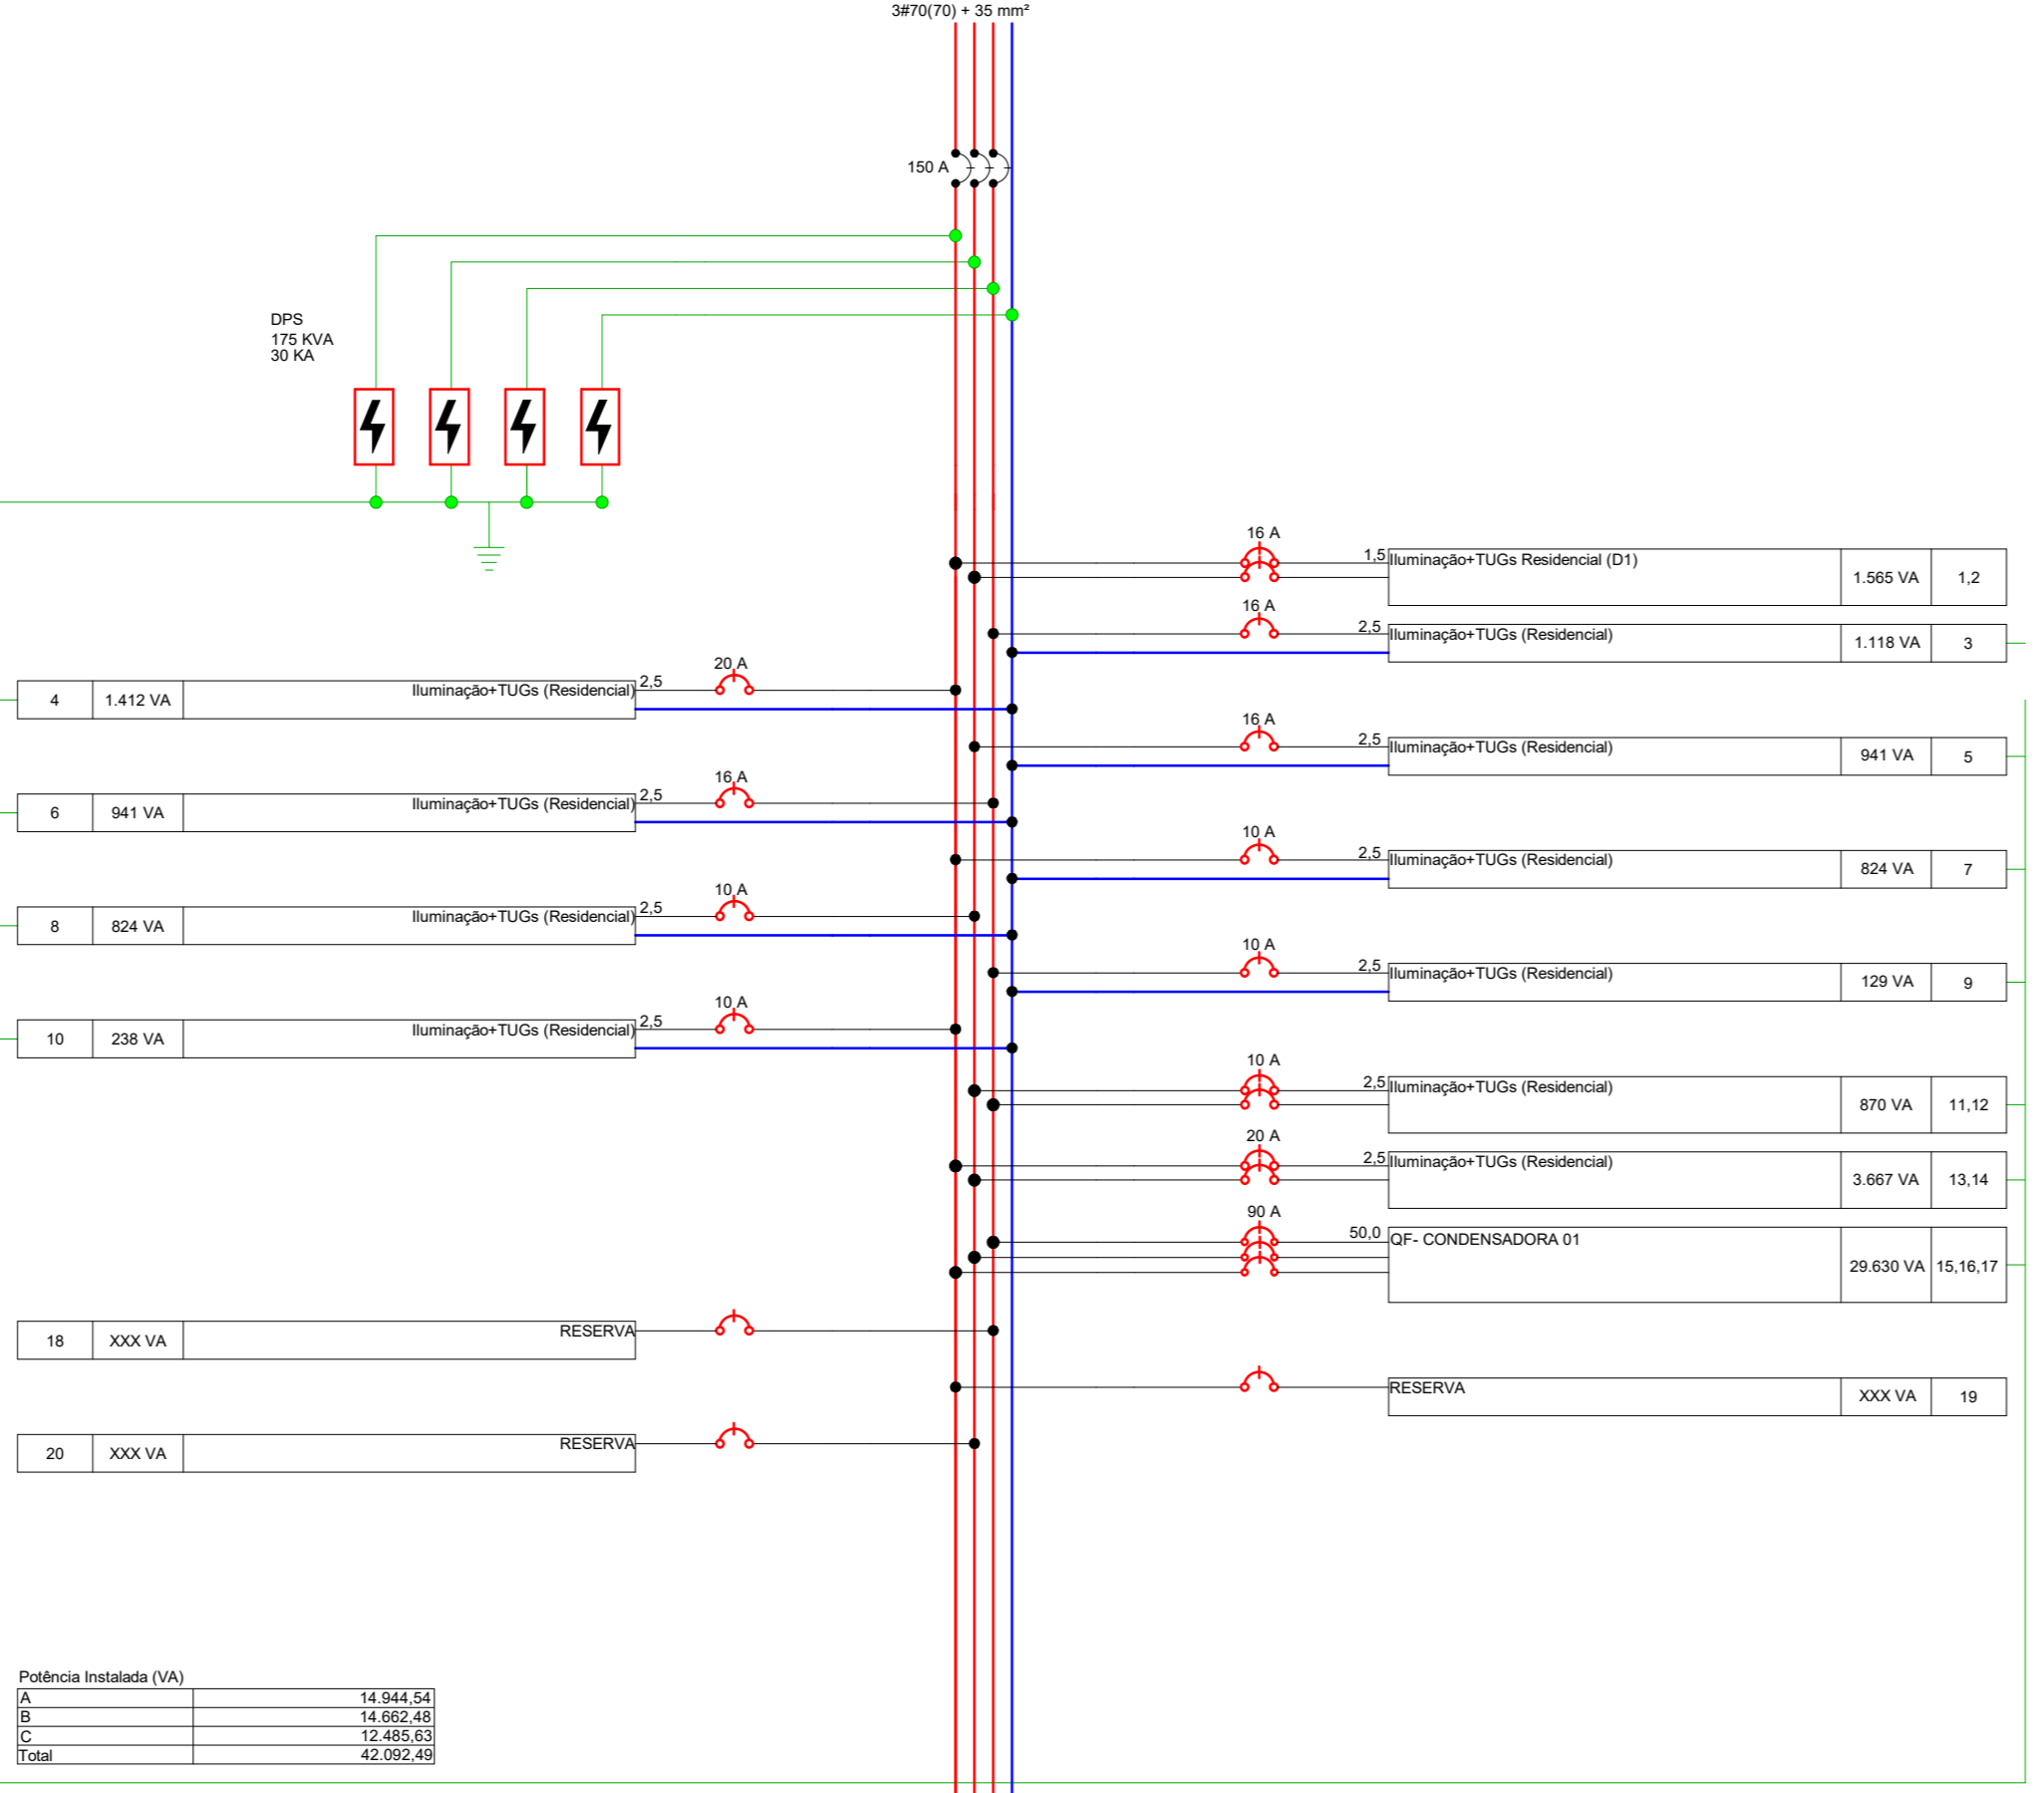 3#70(70) + 35 mm²
150 A
DPS
175 KVA
30 KA
16 A
1,5
Iluminação+TUGs Residencial (D1)
1.565 VA
1,2
16 A
2,5
Iluminação+TUGs (Residencial)
1.118 VA
3
4
1.412 VA
Iluminação+TUGs (Residencial)
2,5
20 A
16 A
2,5
Iluminação+TUGs (Residencial)
941 VA
5
6
941 VA
Iluminação+TUGs (Residencial)
2,5
16 A
10 A
2,5
Iluminação+TUGs (Residencial)
824 VA
7
8
824 VA
Iluminação+TUGs (Residencial)
2,5
10 A
10 A
2,5
Iluminação+TUGs (Residencial)
129 VA
9
10
238 VA
Iluminação+TUGs (Residencial)
2,5
10 A
10 A
2,5
Iluminação+TUGs (Residencial)
870 VA
11,12
20 A
2,5
Iluminação+TUGs (Residencial)
3.667 VA
13,14
90 A
50,0
QF- CONDENSADORA 01
29.630 VA
15,16,17
18
XXX VA
RESERVA
RESERVA
XXX VA
19
20
XXX VA
RESERVA
Potência Instalada (VA)
A 14.944,54
B 14.662,48
C 12.485,63
Total 42.092,49